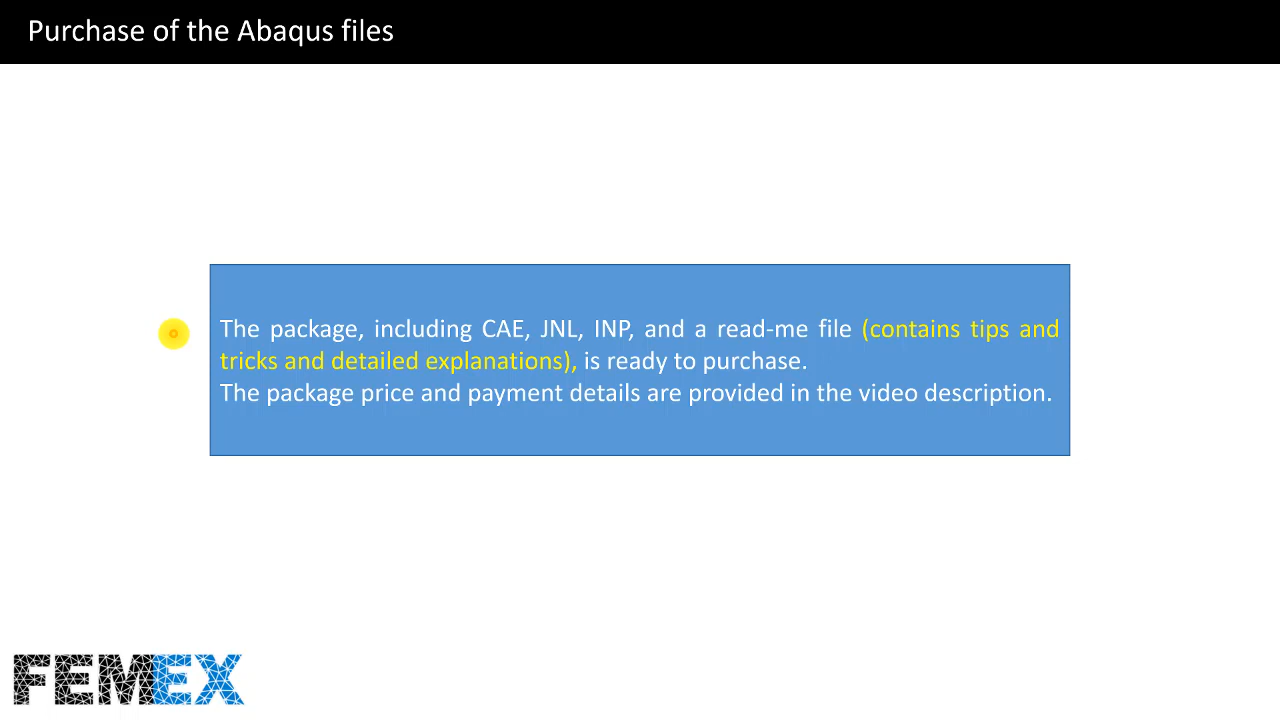 Purchase of the Abaqus files
The package, including CAE, JNL, INP, and a read-me file (contains tips and
tricks and detailed explanations), is ready to purchase.
The package price and payment details are provided in the video description.
FEMEX